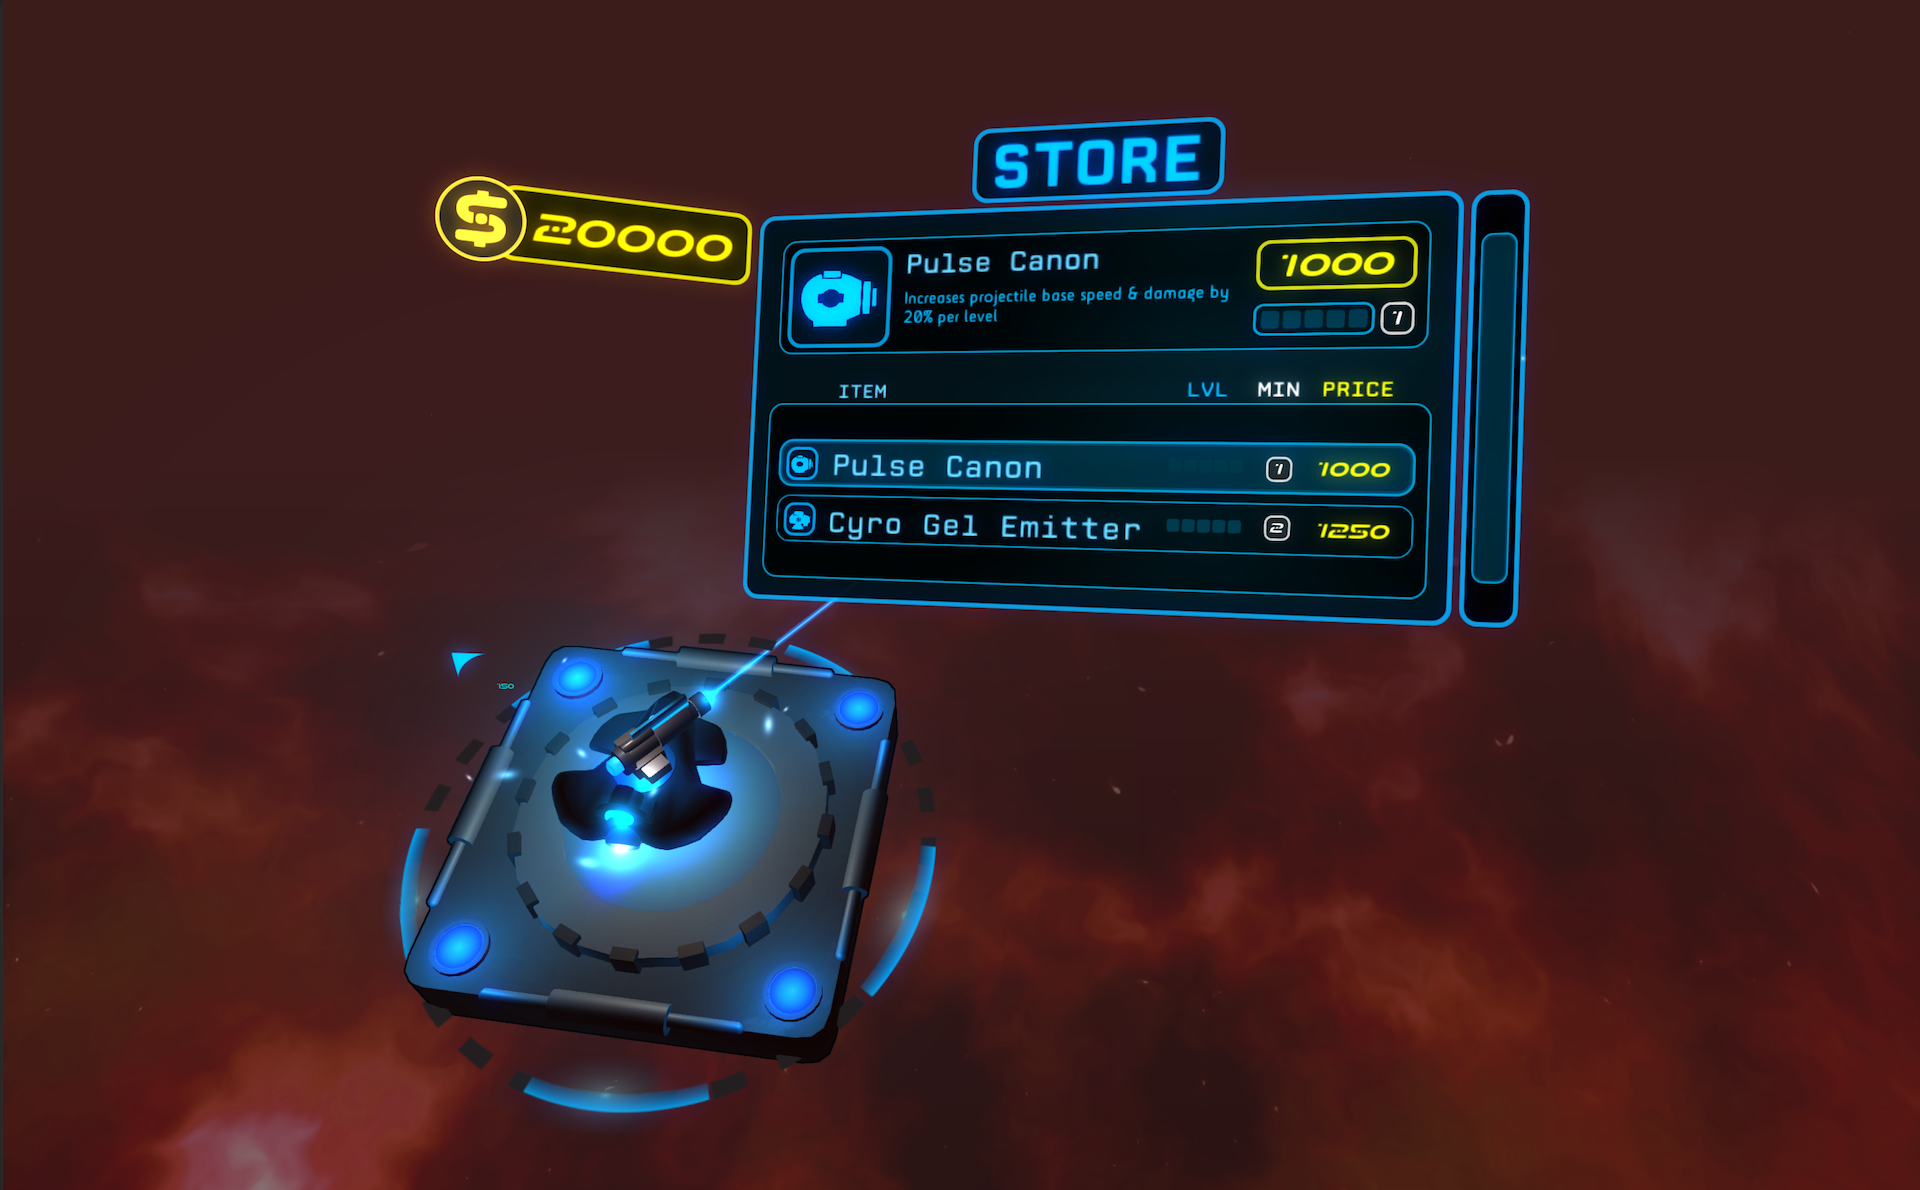 STORE
$ 20000
Pulse Canon
1000
Increases projectile base speed & damage by
20% per level
1
ITEM LVL MIN PRICE
Pulse Canon 1 1000
Cyro Gel Emitter 2 1250
150